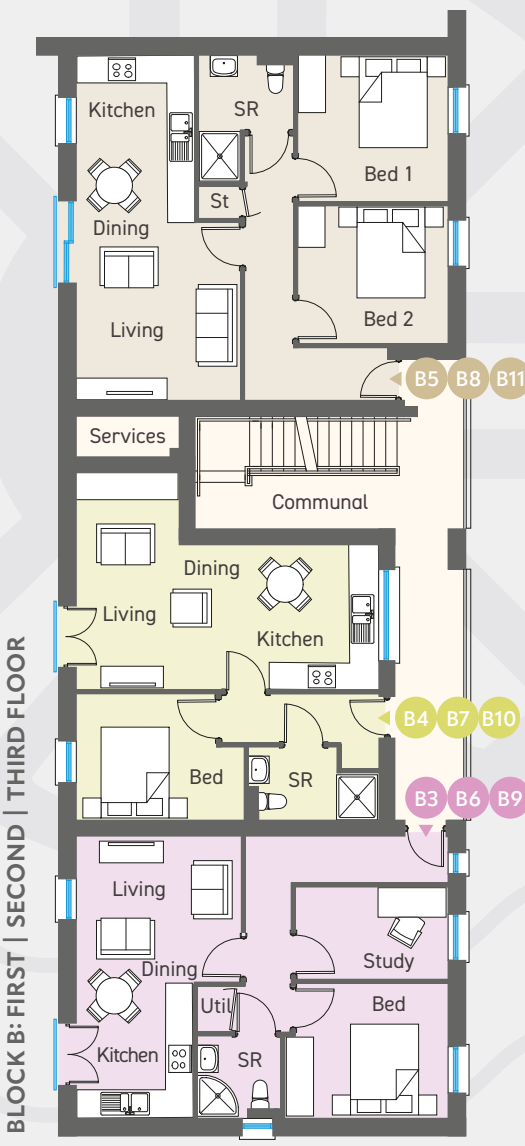 Kitchen
SR
Bed 1
St
Dining
Bed 2
Living
B5 B8 B11
Services
Communal
Dining
Living
Kitchen
B4 B7 B10
Bed
SR
B3 B6 B9
Living
Dining
Study
Util
Bed
Kitchen
SR
BLOCK B: FIRST | SECOND | THIRD FLOOR